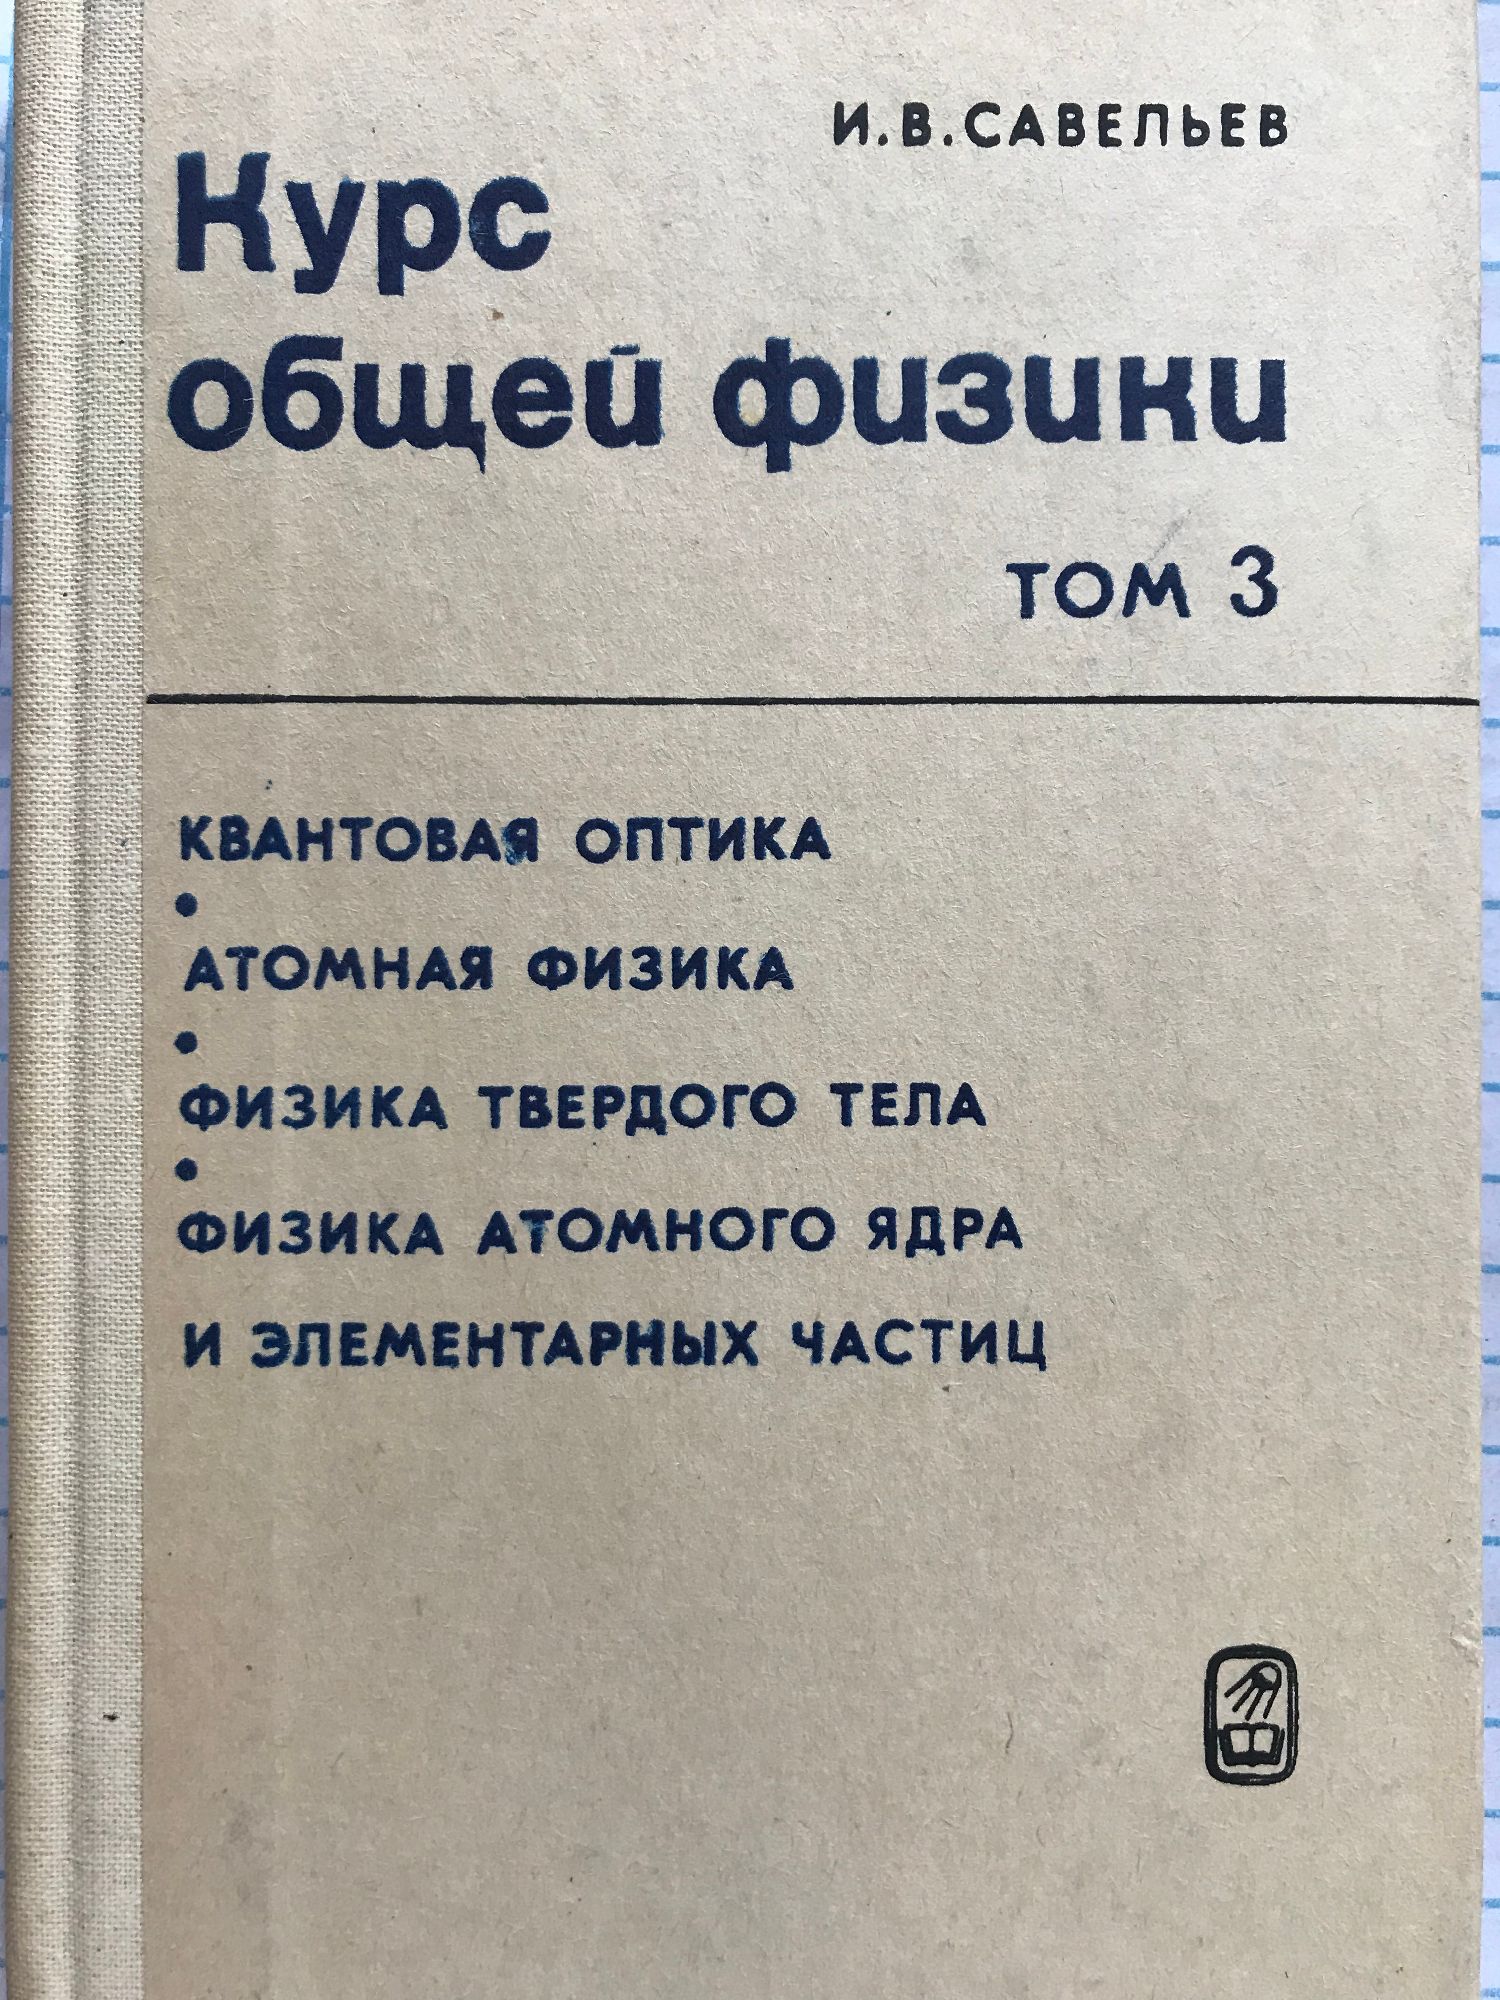 И.В.САВЕЛЬЕВ
Курс
общей физики
ТОМ 3
КВАНТОВАЯ ОПТИКА
•
АТОМНАЯ ФИЗИКА
•
ФИЗИКА ТВЕРДОГО ТЕЛА
•
ФИЗИКА АТОМНОГО ЯДРА
И ЭЛЕМЕНТАРНЫХ ЧАСТИЦ